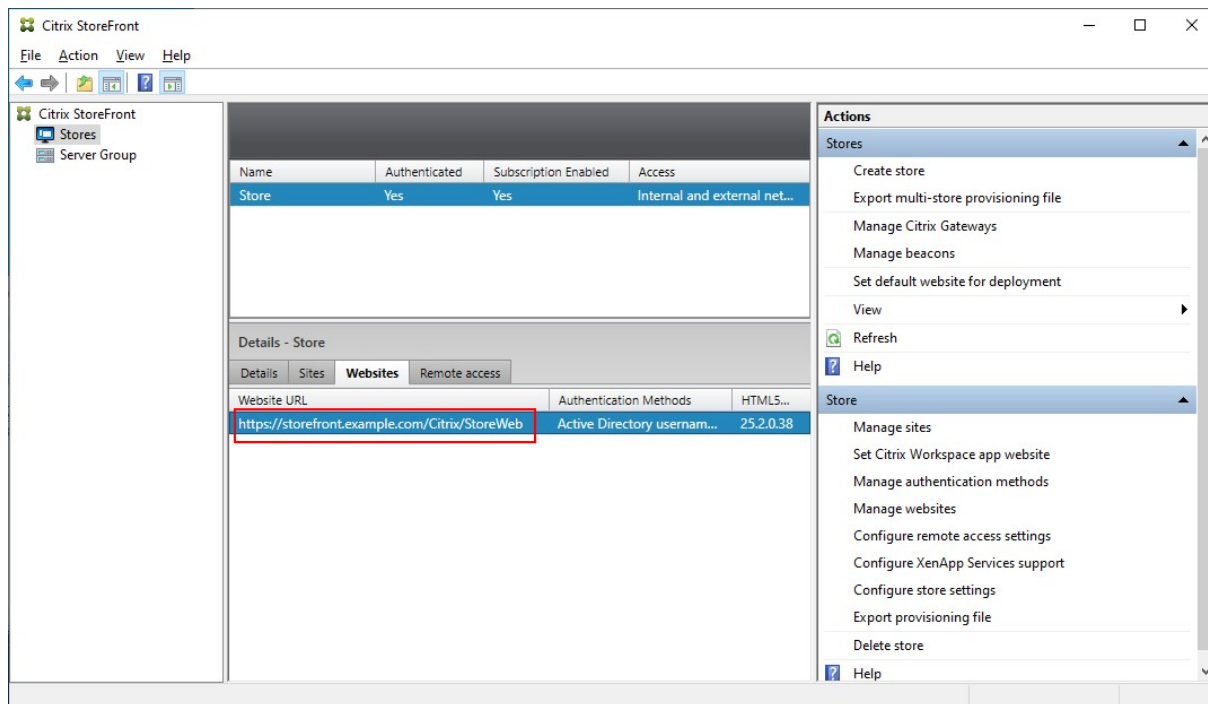 Citrix StoreFront
File Action View Help
Citrix StoreFront
Stores
Server Group
Name Authenticated Subscription Enabled Access
Store Yes Yes Internal and external net...
Details - Store
Details Sites Websites Remote access
Website URL Authentication Methods HTML5...
https://storefront.example.com/Citrix/StoreWeb Active Directory usernam... 25.2.0.38
Actions
Stores
Create store
Export multi-store provisioning file
Manage Citrix Gateways
Manage beacons
Set default website for deployment
View
Refresh
Help
Store
Manage sites
Set Citrix Workspace app website
Manage authentication methods
Manage websites
Configure remote access settings
Configure XenApp Services support
Configure store settings
Export provisioning file
Delete store
Help